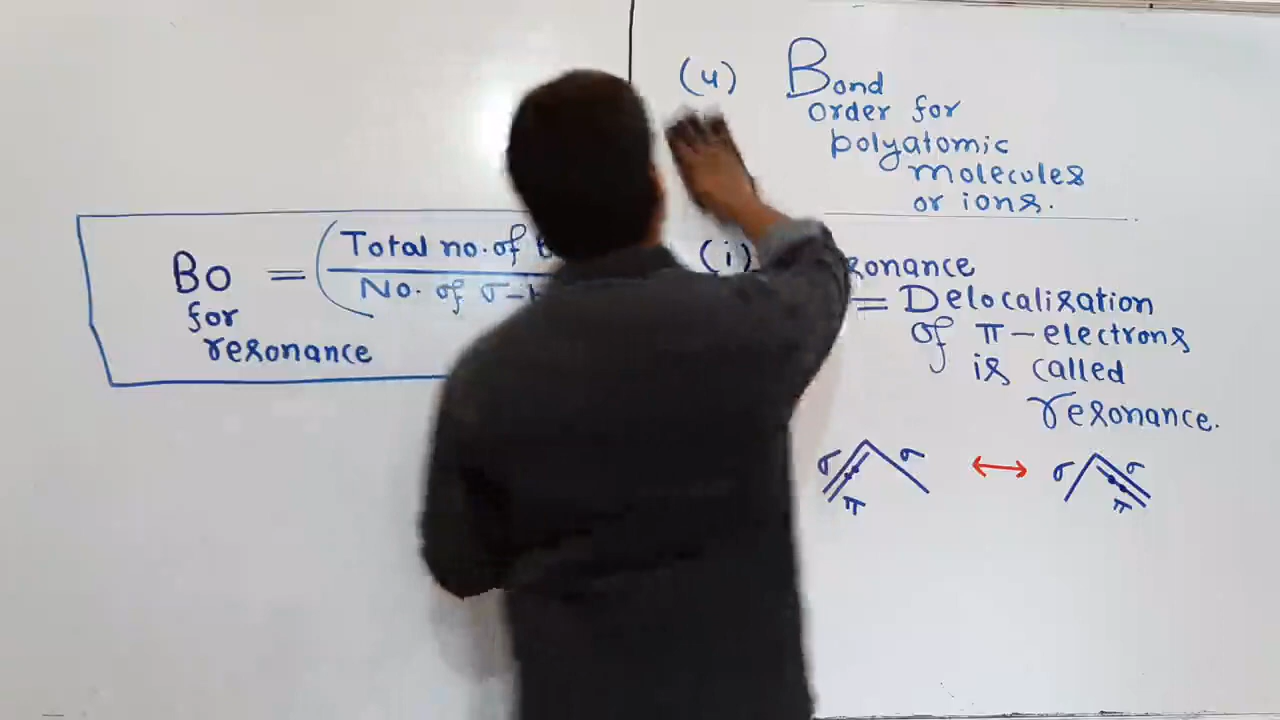 (4) Bond
order for
polyatomic
molecules
or ions.
BO = (Total no. of
No. of σ-
for
resonance
(i)
= Delocalization
of π-electrons
is called
resonance.
σ σ ↔ σ σ
π π